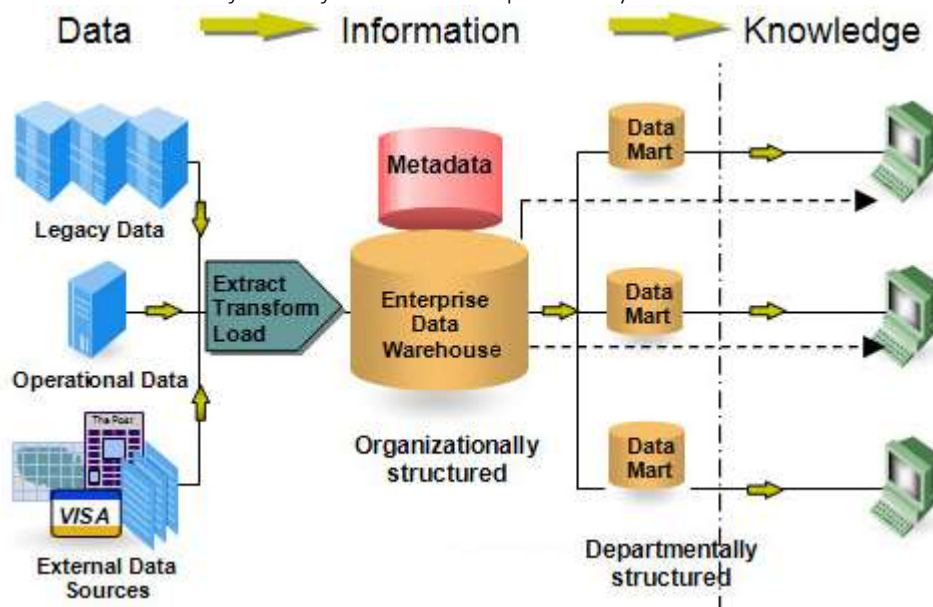 Data
Information
Knowledge
Legacy Data
Operational Data
The Post
VISA
External Data
Sources
Extract
Transform
Load
Metadata
Enterprise
Data
Warehouse
Organizationally
structured
Data
Mart
Data
Mart
Data
Mart
Departmentally
structured